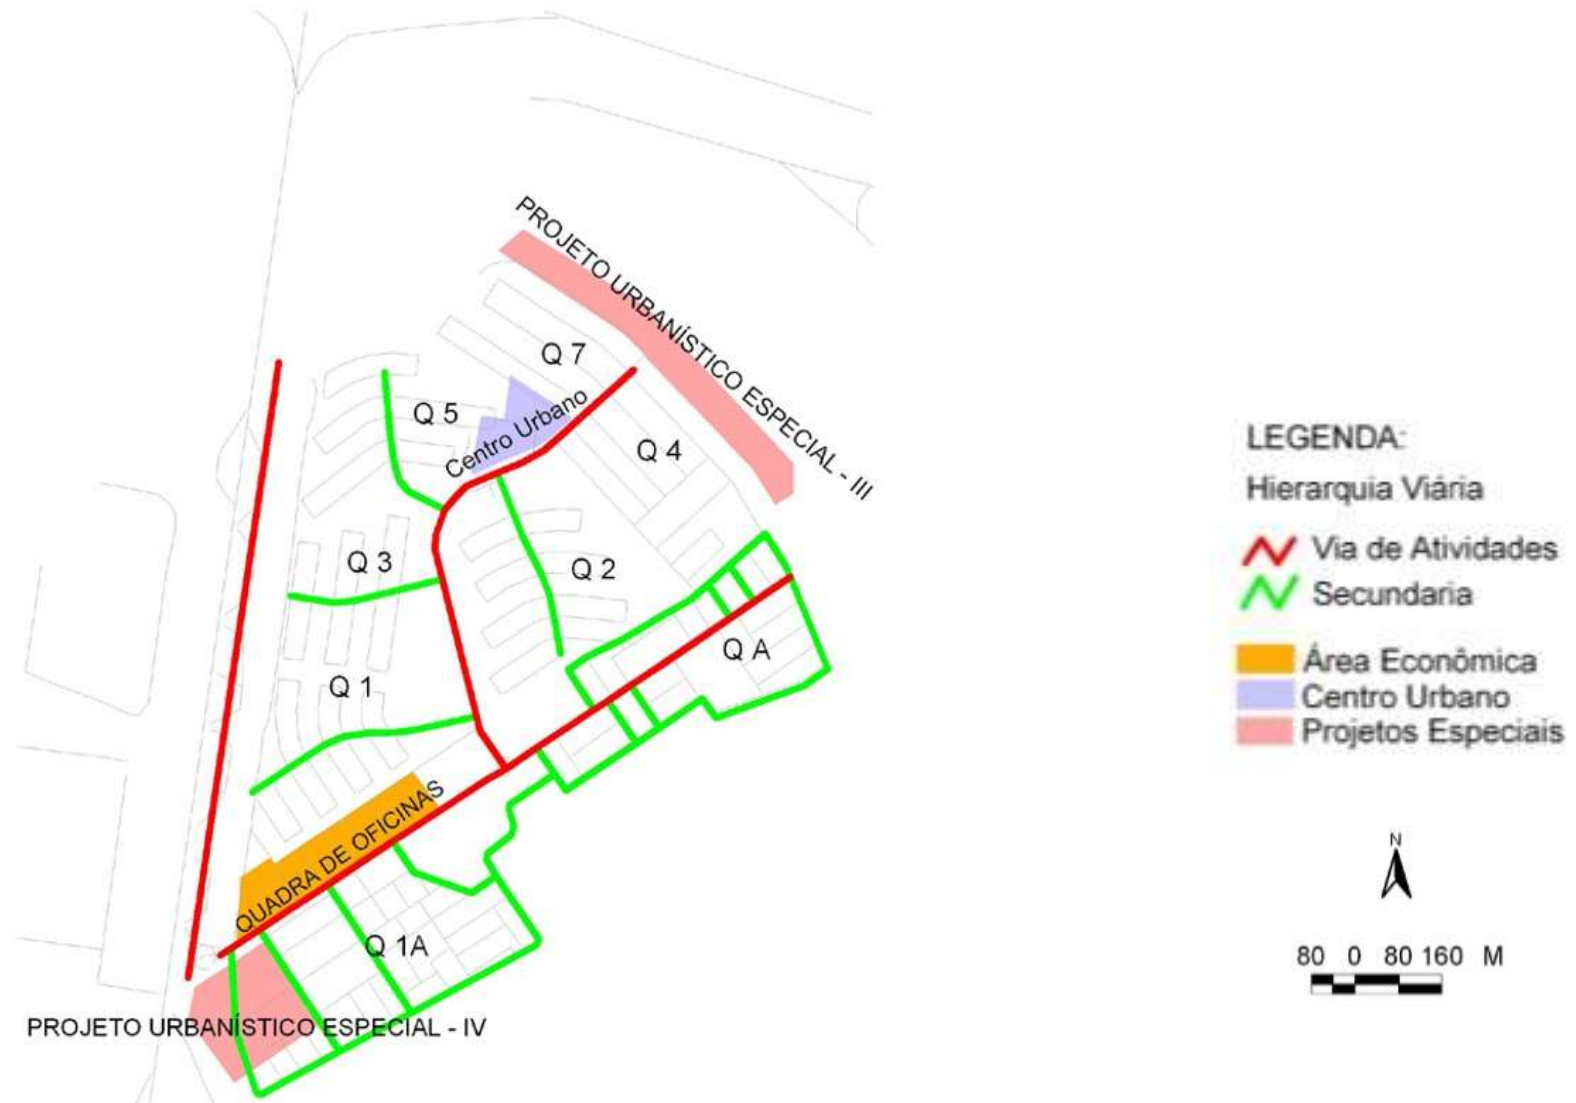 PROJETO URBANÍSTICO ESPECIAL - III
Q 7
Q 5
Centro Urbano
Q 4
Q 3
Q 2
Q A
Q 1
QUADRA DE OFICINAS
Q 1A
PROJETO URBANÍSTICO ESPECIAL - IV
LEGENDA:
Hierarquia Viária
Via de Atividades
Secundaria
Área Econômica
Centro Urbano
Projetos Especiais
N
80 0 80 160 M